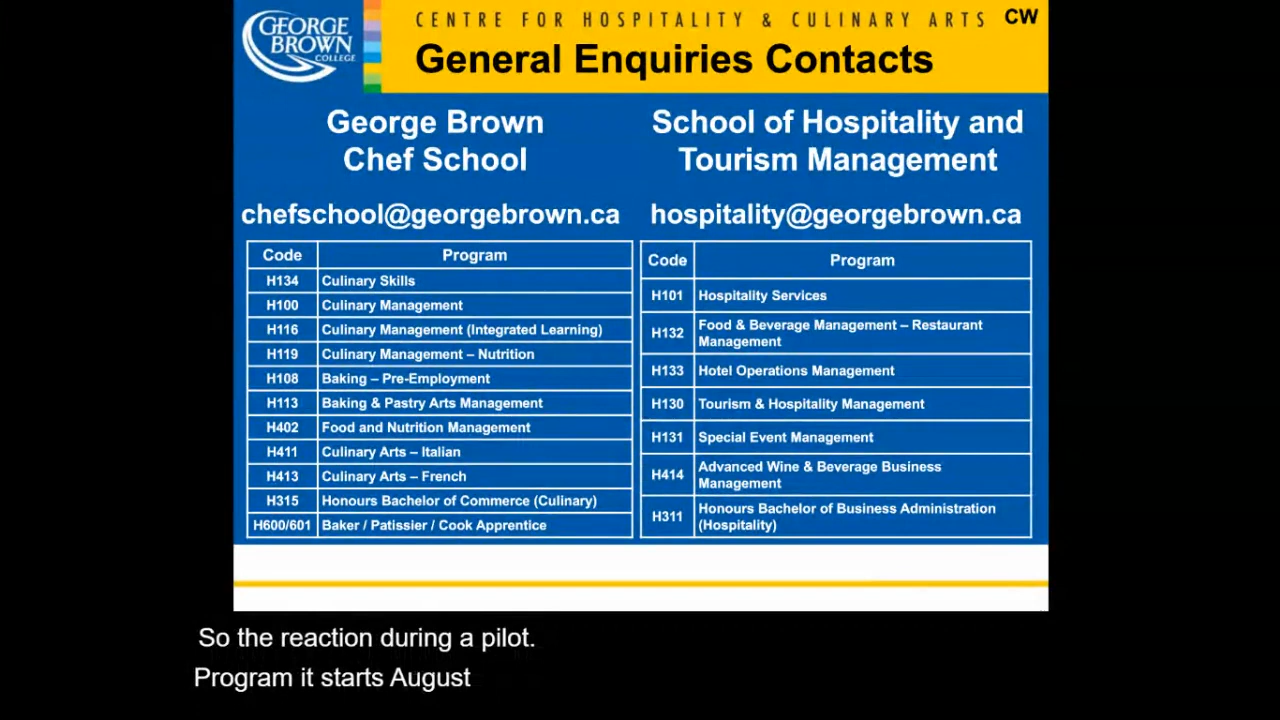 GEORGE
BROWN
COLLEGE
CENTRE FOR HOSPITALITY & CULINARY ARTS CW
General Enquiries Contacts
George Brown
Chef School
chefschool@georgebrown.ca
Code Program
H134 Culinary Skills
H100 Culinary Management
H116 Culinary Management (Integrated Learning)
H119 Culinary Management – Nutrition
H108 Baking – Pre-Employment
H113 Baking & Pastry Arts Management
H402 Food and Nutrition Management
H411 Culinary Arts – Italian
H413 Culinary Arts – French
H315 Honours Bachelor of Commerce (Culinary)
H600/601 Baker / Patissier / Cook Apprentice
School of Hospitality and
Tourism Management
hospitality@georgebrown.ca
Code Program
H101 Hospitality Services
H132 Food & Beverage Management – Restaurant
Management
H133 Hotel Operations Management
H130 Tourism & Hospitality Management
H131 Special Event Management
H414 Advanced Wine & Beverage Business
Management
H311 Honours Bachelor of Business Administration
(Hospitality)
So the reaction during a pilot.
Program it starts August